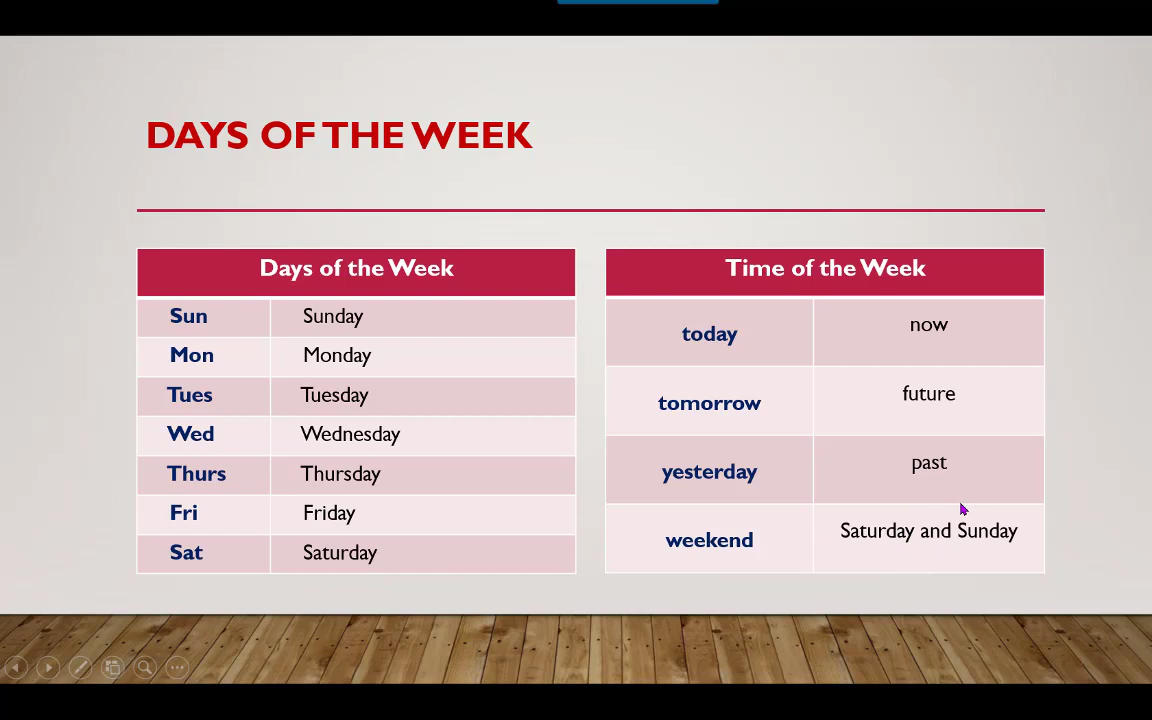 DAYS OF THE WEEK
Days of the Week
Sun Sunday
Mon Monday
Tues Tuesday
Wed Wednesday
Thurs Thursday
Fri Friday
Sat Saturday
Time of the Week
today now
tomorrow future
yesterday past
weekend Saturday and Sunday